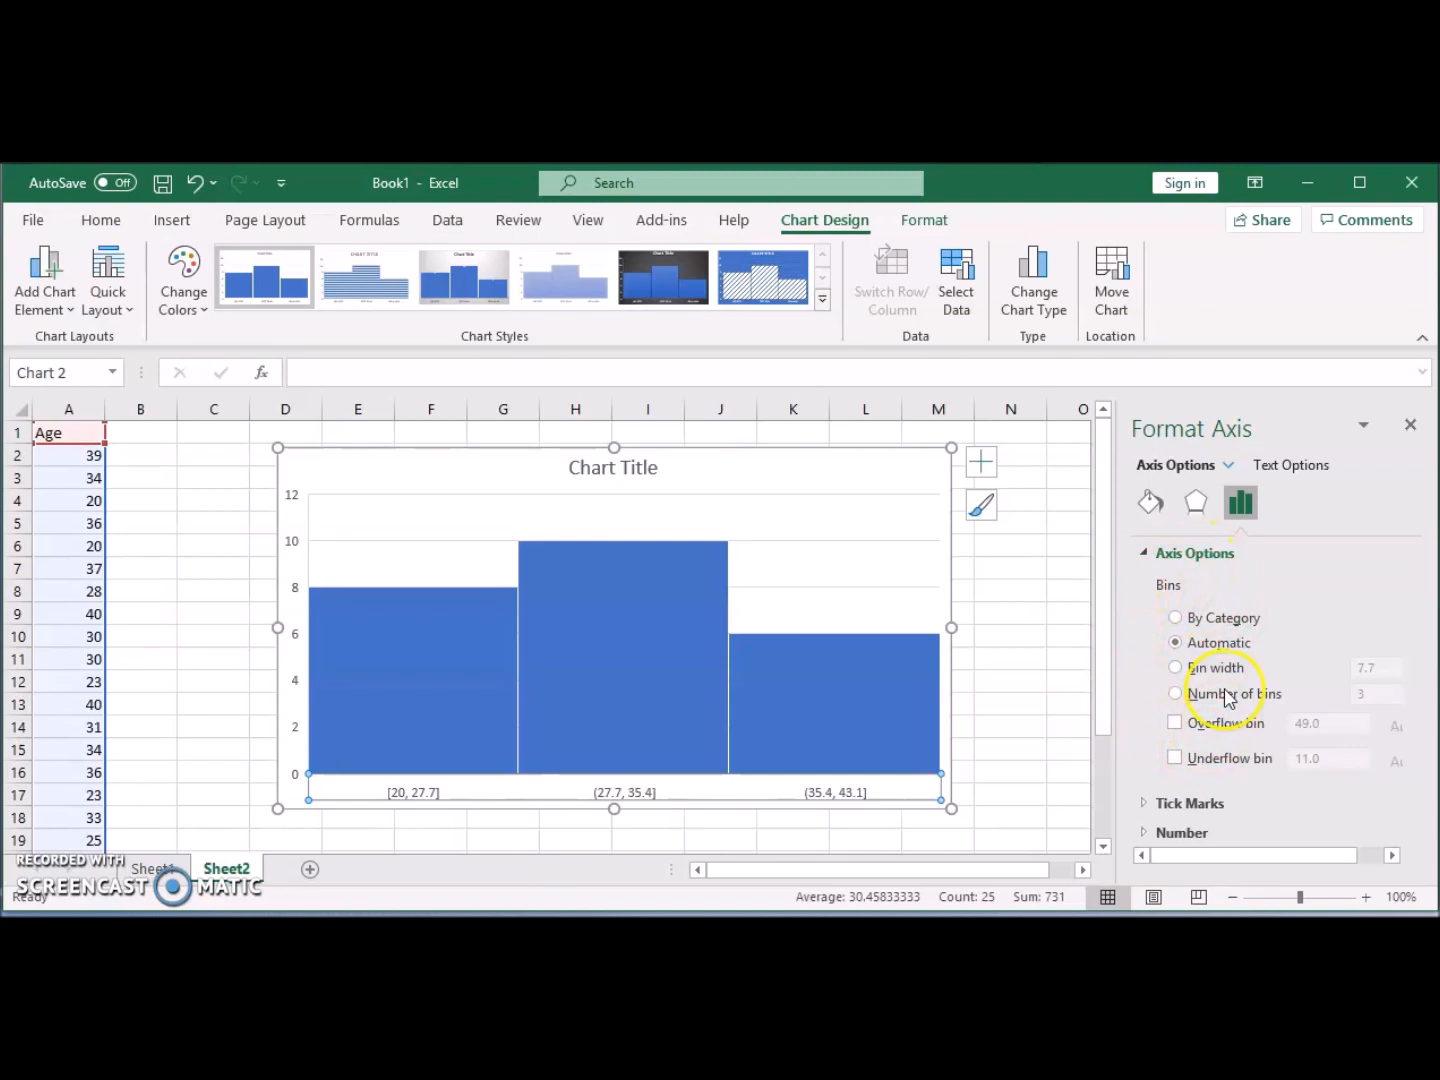 AutoSave Off Book1 - Excel Search Sign in
File Home Insert Page Layout Formulas Data Review View Add-ins Help Chart Design Format Share Comments
Add Chart Element
Quick Layout
Change Colors
Switch Row/ Column
Select Data
Change Chart Type
Move Chart
Chart Layouts Chart Styles Data Type Location
Chart 2 fx
A B C D E F G H I J K L M N O
1 Age
2 39
3 34
4 20
5 36
6 20
7 37
8 28
9 40
10 30
11 30
12 23
13 40
14 31
15 34
16 36
17 23
18 33
19 25
Chart Title
12
10
8
6
4
2
0
[20, 27.7] (27.7, 35.4] (35.4, 43.1]
Format Axis
Axis Options Text Options
Axis Options
Bins
By Category
Automatic
Bin width 7.7
Number of bins 3
Overflow bin 49.0
Underflow bin 11.0
Tick Marks
Number
RECORDED WITH
SCREENCAST MATIC
Sheet1 Sheet2
Ready Average: 30.45833333 Count: 25 Sum: 731 100%